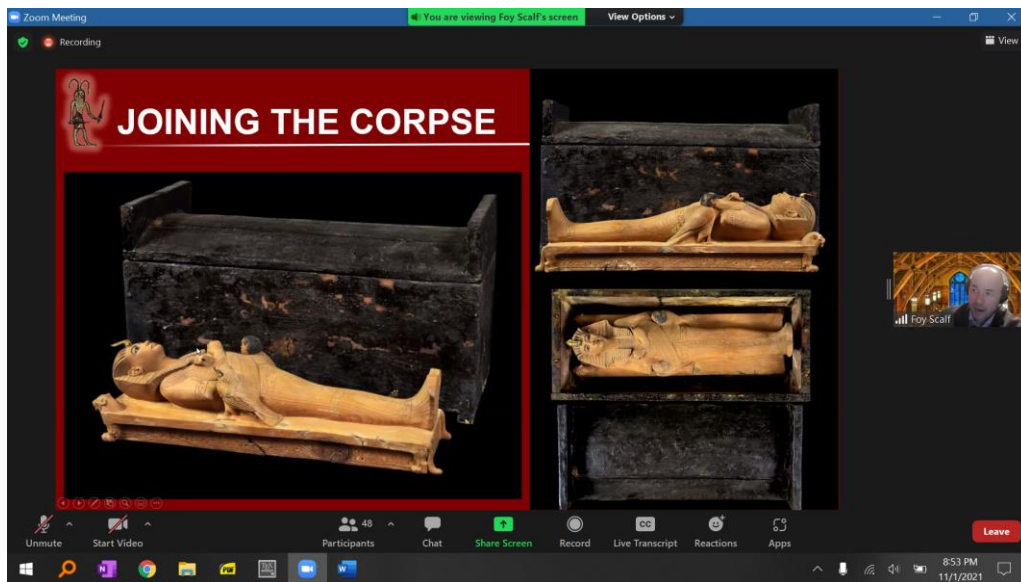 Zoom Meeting
You are viewing Foy Scalf's screen
View Options
Recording
View
JOINING THE CORPSE
Foy Scalf
48
CC
Unmute
Start Video
Participants
Chat
Share Screen
Record
Live Transcript
Reactions
Apps
Leave
8:53 PM
11/1/2021